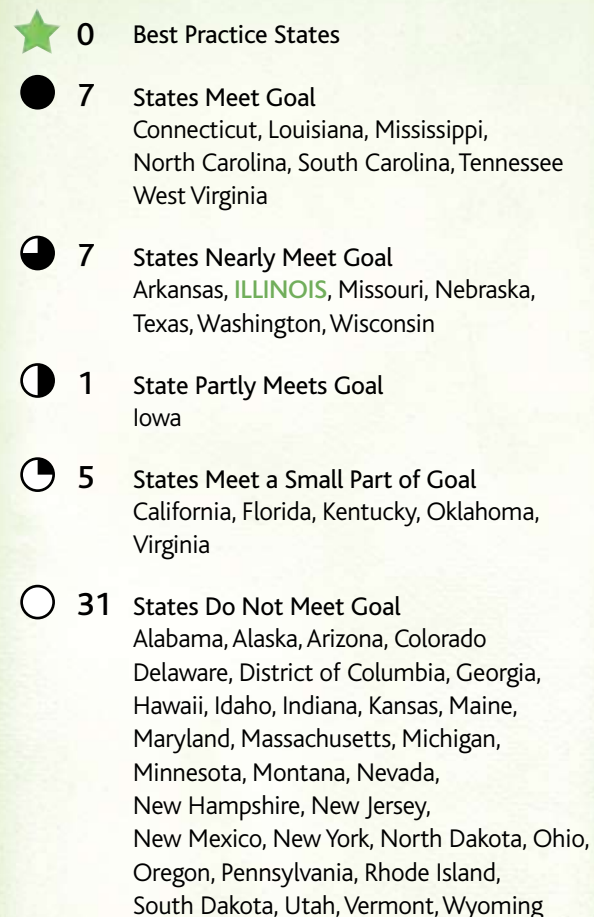 0 Best Practice States
7 States Meet Goal
Connecticut, Louisiana, Mississippi,
North Carolina, South Carolina, Tennessee
West Virginia
7 States Nearly Meet Goal
Arkansas, ILLINOIS, Missouri, Nebraska,
Texas, Washington, Wisconsin
1 State Partly Meets Goal
Iowa
5 States Meet a Small Part of Goal
California, Florida, Kentucky, Oklahoma,
Virginia
31 States Do Not Meet Goal
Alabama, Alaska, Arizona, Colorado
Delaware, District of Columbia, Georgia,
Hawaii, Idaho, Indiana, Kansas, Maine,
Maryland, Massachusetts, Michigan,
Minnesota, Montana, Nevada,
New Hampshire, New Jersey,
New Mexico, New York, North Dakota, Ohio,
Oregon, Pennsylvania, Rhode Island,
South Dakota, Utah, Vermont, Wyoming